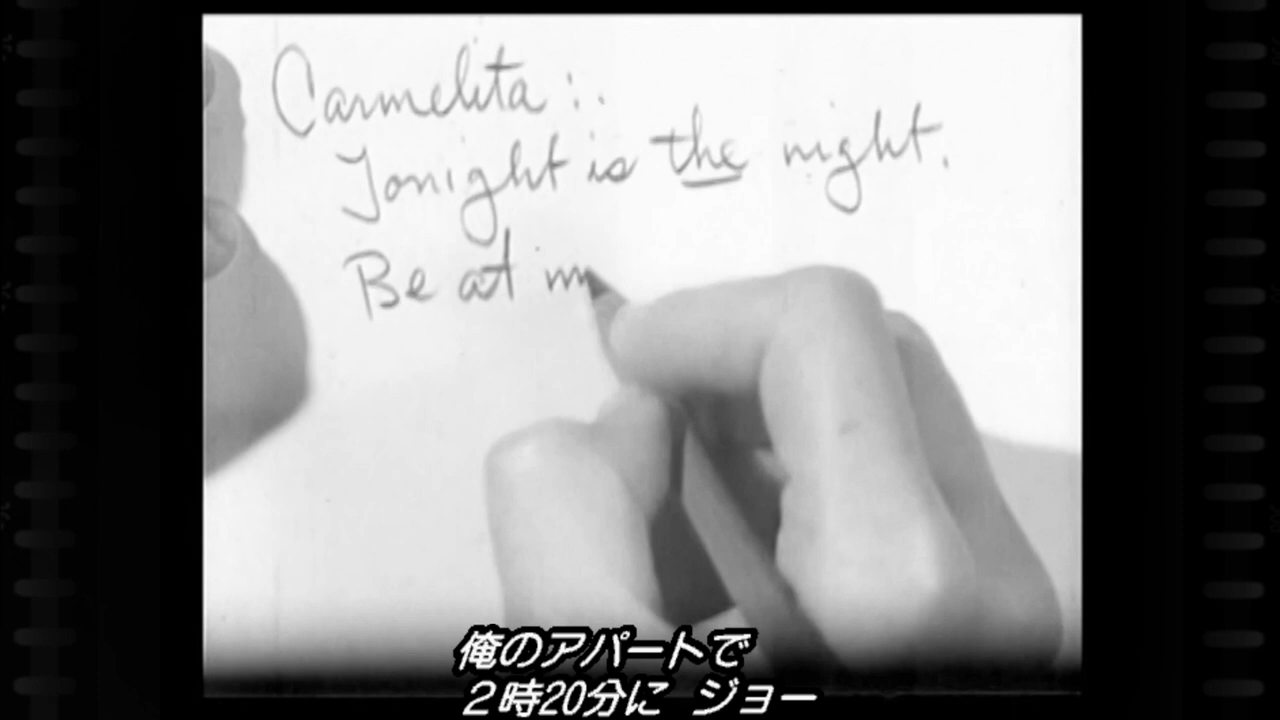 Carmelita :.
Tonight is the night.
Be at m
俺のアパートで
2時20分に ジョー